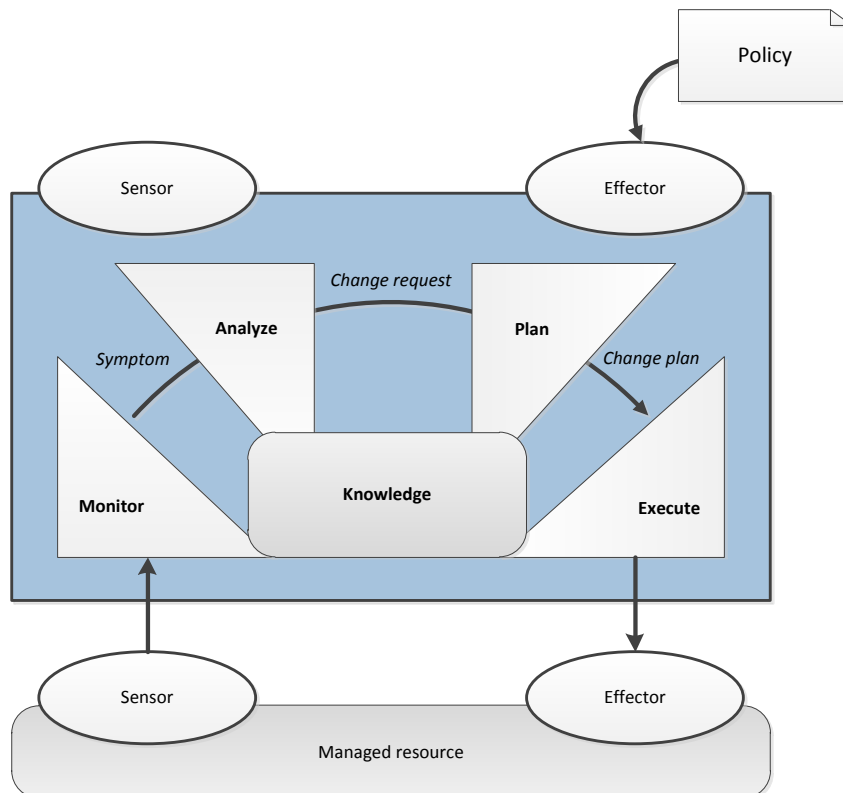 Policy
Sensor
Effector
Change request
Analyze
Plan
Symptom
Change plan
Knowledge
Monitor
Execute
Sensor
Effector
Managed resource